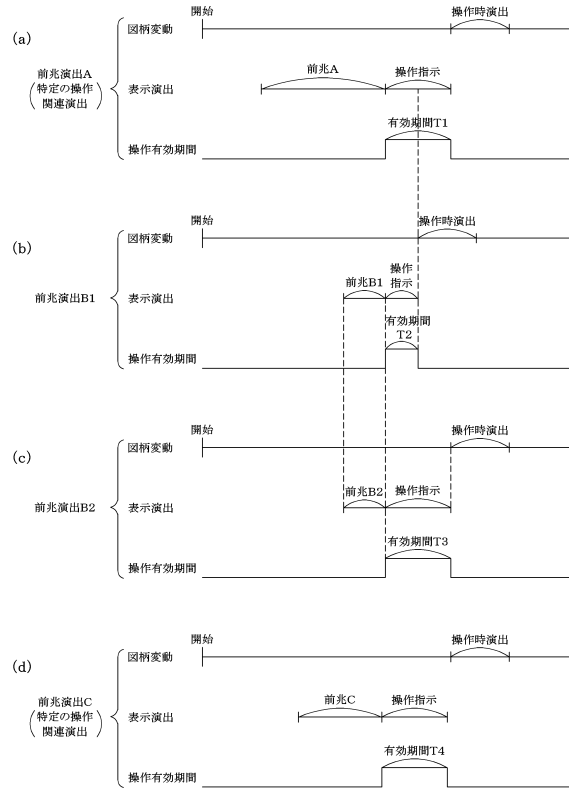 (a)
前兆演出A
(特定の操作
関連演出)
図柄変動
開始
操作時演出
表示演出
前兆A
操作指示
操作有効期間
有効期間T1
(b)
前兆演出B1
図柄変動
開始
操作時演出
表示演出
前兆B1
操作
指示
操作有効期間
有効期間
T2
(c)
前兆演出B2
図柄変動
開始
操作時演出
表示演出
前兆B2
操作指示
操作有効期間
有効期間T3
(d)
前兆演出C
(特定の操作
関連演出)
図柄変動
開始
操作時演出
表示演出
前兆C
操作指示
操作有効期間
有効期間T4